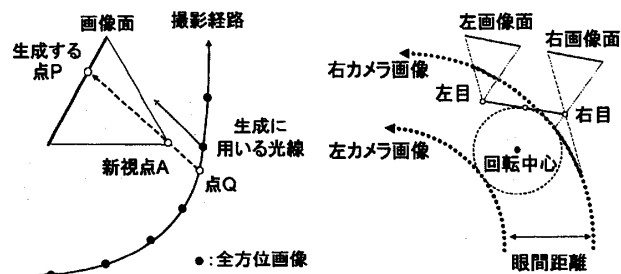 画像面
撮影経路
生成する
点P
生成に
用いる光線
新視点A
点Q
●:全方位画像
左画像面
右画像面
右カメラ画像
左目
右目
左カメラ画像
回転中心
眼間距離